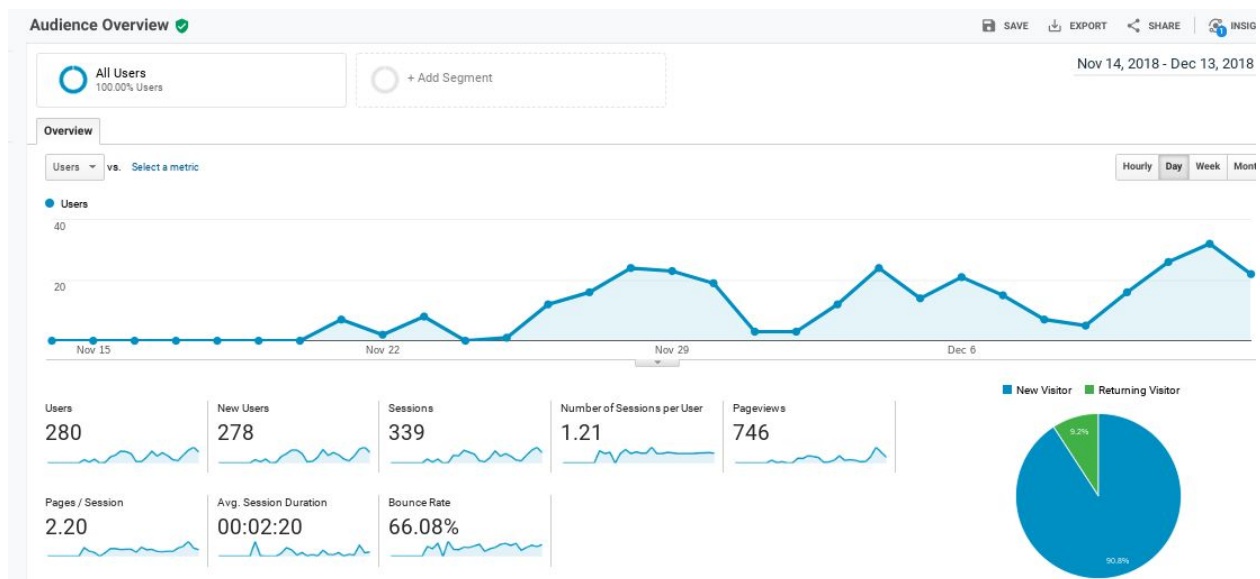 Audience Overview
SAVE
EXPORT
SHARE
INSIG
1
All Users
100.00% Users
+ Add Segment
Nov 14, 2018 - Dec 13, 2018
Overview
Users vs. Select a metric
Hourly Day Week Mont
Users
40
20
Nov 15 Nov 22 Nov 29 Dec 6
New Visitor Returning Visitor
Users New Users Sessions Number of Sessions per User Pageviews
280 278 339 1.21 746
Pages / Session Avg. Session Duration Bounce Rate
2.20 00:02:20 66.08%
9.2%
90.8%